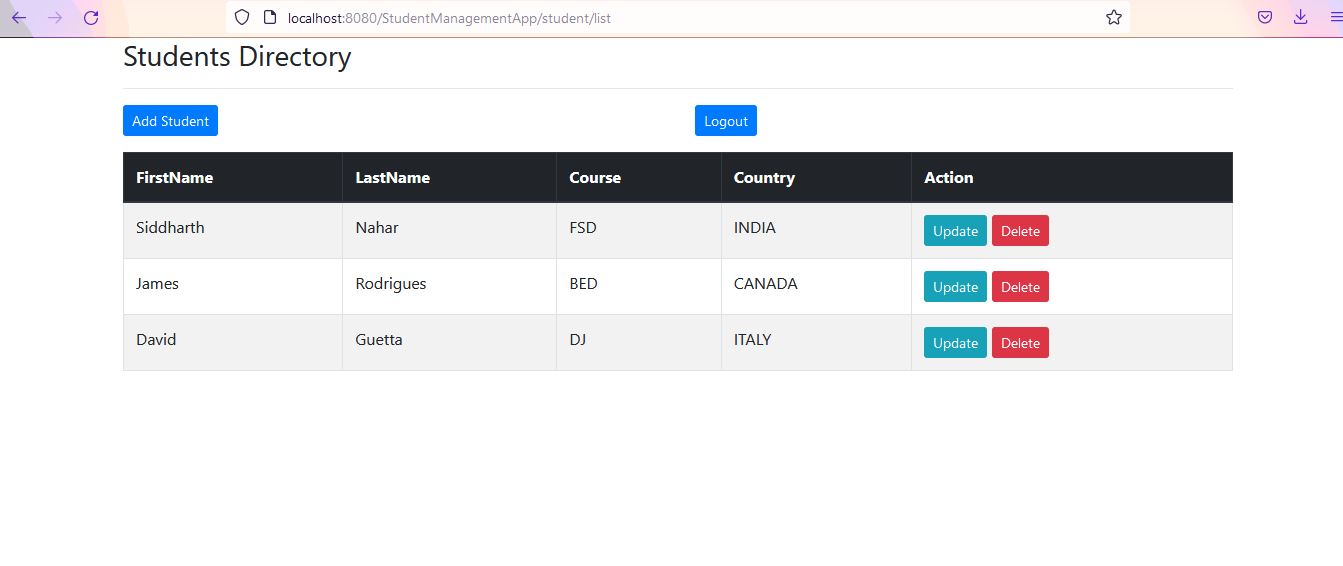 localhost:8080/StudentManagementApp/student/list
Students Directory
Add Student Logout
FirstName LastName Course Country Action
Siddharth Nahar FSD INDIA Update Delete
James Rodrigues BED CANADA Update Delete
David Guetta DJ ITALY Update Delete